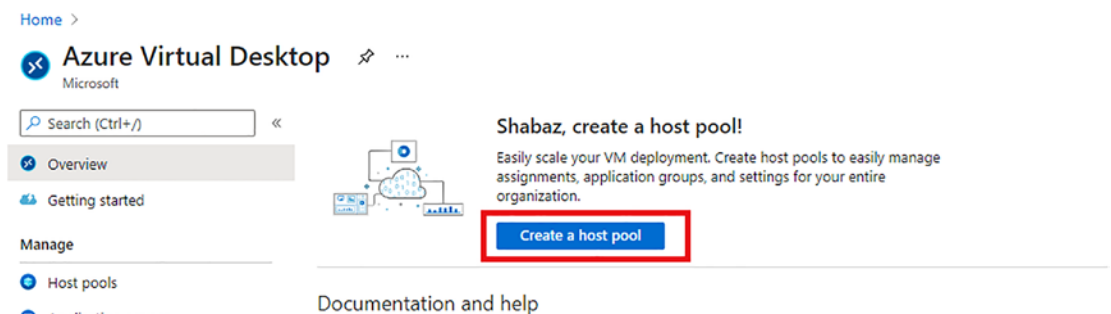 Home >
Azure Virtual Desktop
Microsoft
Search (Ctrl+/)
Overview
Getting started
Manage
Host pools
Shabaz, create a host pool!
Easily scale your VM deployment. Create host pools to easily manage
assignments, application groups, and settings for your entire
organization.
Create a host pool
Documentation and help